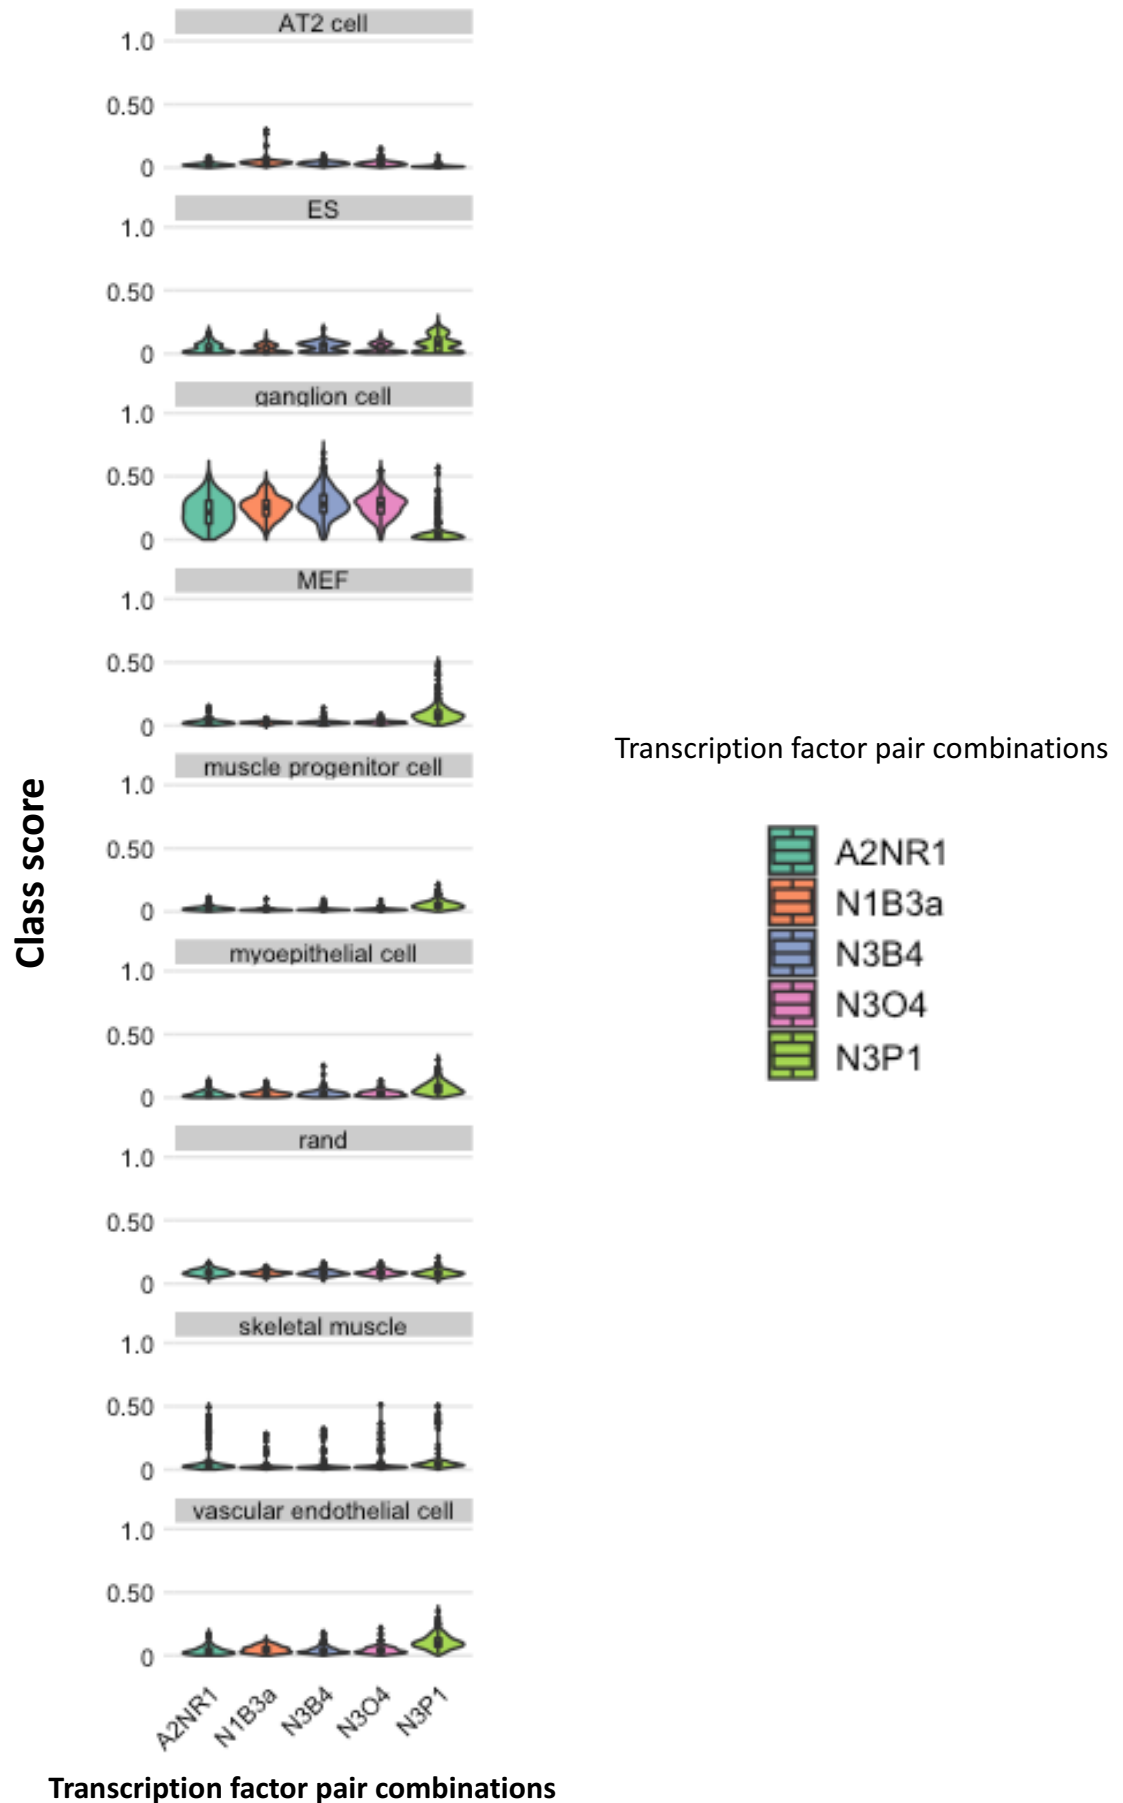 AT2 cell
1.0
0.50
0
ES
1.0
0.50
0
ganglion cell
1.0
0.50
0
MEF
1.0
0.50
0
muscle progenitor cell
1.0
0.50
0
myoepithelial cell
1.0
0.50
0
rand
1.0
0.50
0
skeletal muscle
1.0
0.50
0
vascular endothelial cell
1.0
0.50
0
A2NR1
N1B3a
N3B4
N3O4
N3P1
Transcription factor pair combinations
Class score
Transcription factor pair combinations
A2NR1
N1B3a
N3B4
N3O4
N3P1